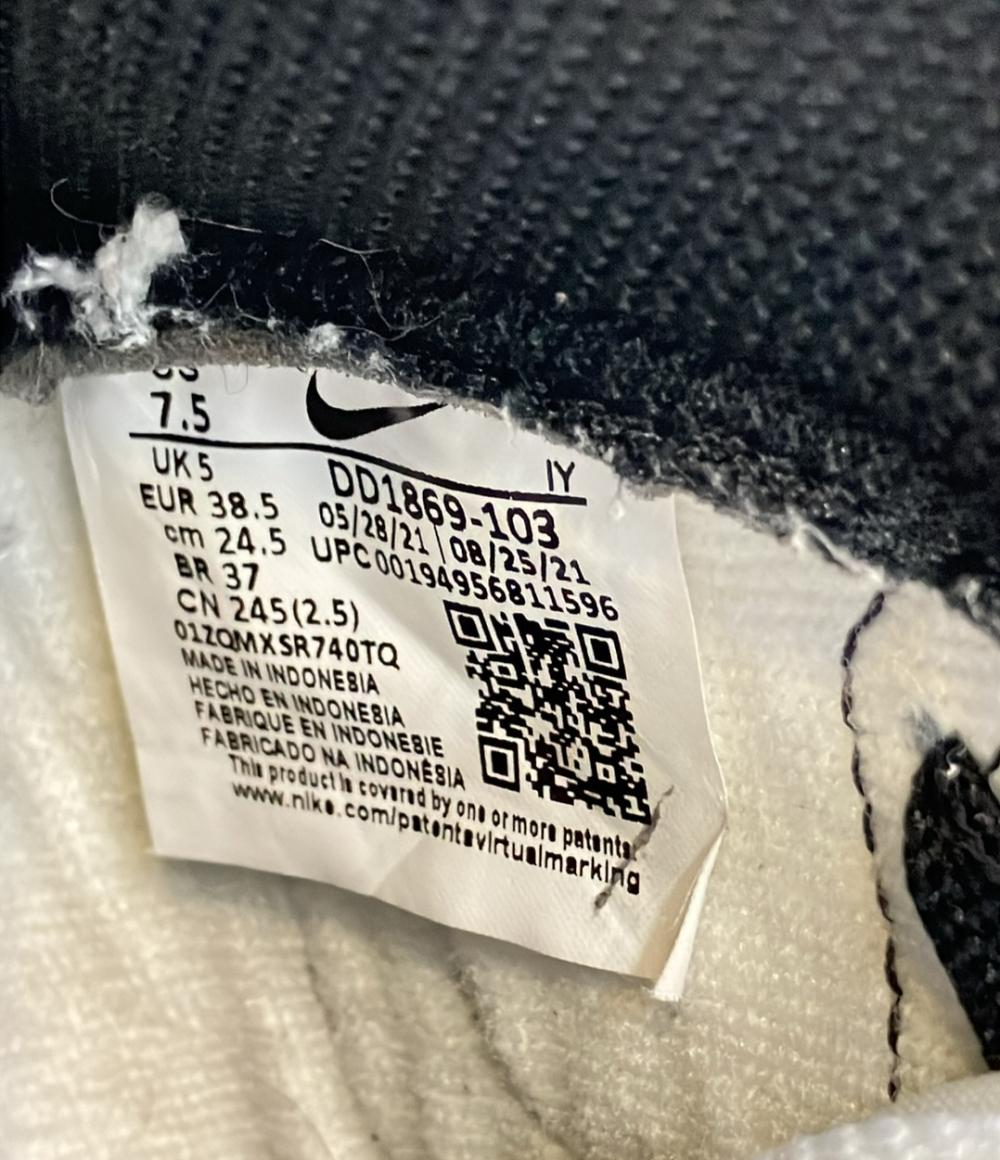 US
7.5
IY
UK 5
DD1869-103
EUR 38.5
05/28/21 08/25/21
cm 24.5
UPC 00194956811596
BR 37
CN 245(2.5)
01ZQMXSR740TQ
MADE IN INDONESIA
HECHO EN INDONESIA
FABRIQUE EN INDONESIE
FABRICADO NA INDONÉSIA
This product is covered by one or more patents.
www.nike.com/patentsvirtualmarking